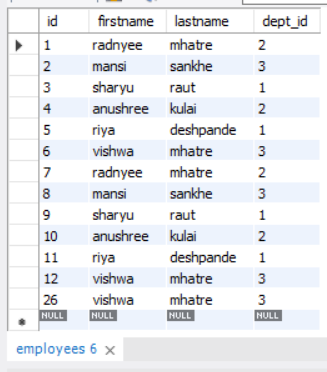 id firstname lastname dept_id
1 radnyee mhatre 2
2 mansi sankhe 3
3 sharyu raut 1
4 anushree kulai 2
5 riya deshpande 1
6 vishwa mhatre 3
7 radnyee mhatre 2
8 mansi sankhe 3
9 sharyu raut 1
10 anushree kulai 2
11 riya deshpande 1
12 vishwa mhatre 3
26 vishwa mhatre 3
NULL NULL NULL NULL
employees 6